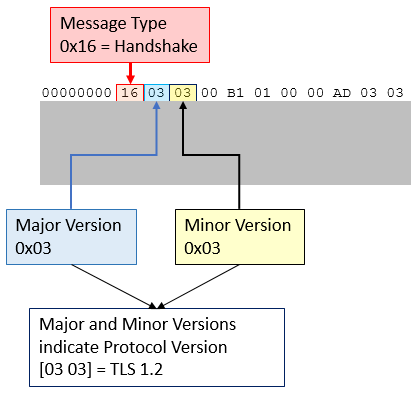 Message Type
0x16 = Handshake
00000000 16 03 03 00 B1 01 00 00 AD 03 03
Major Version
0x03
Minor Version
0x03
Major and Minor Versions
indicate Protocol Version
[03 03] = TLS 1.2